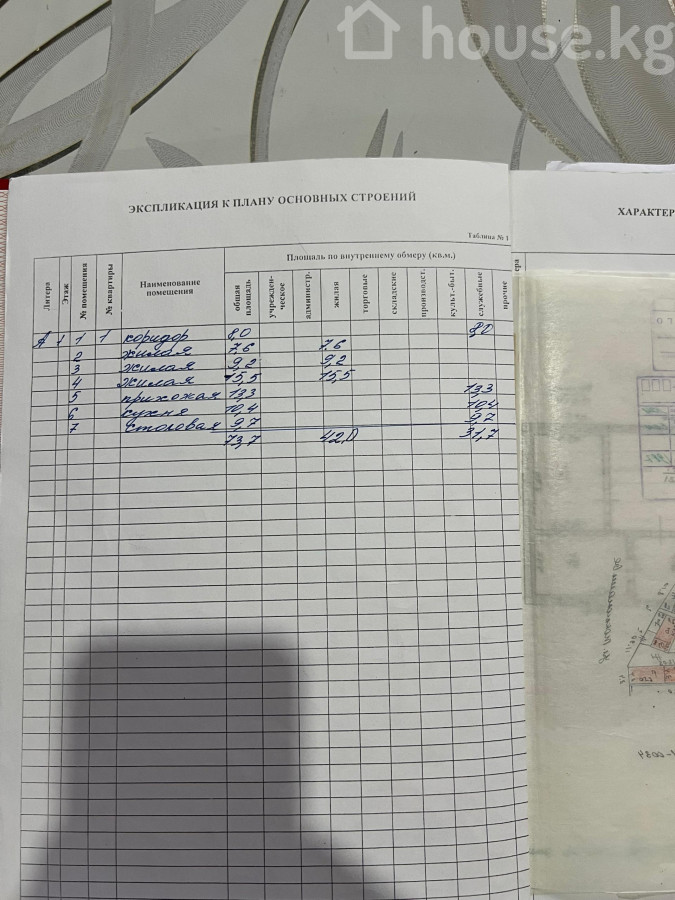 house.kg
ЭКСПЛИКАЦИЯ К ПЛАНУ ОСНОВНЫХ СТРОЕНИЙ
ХАРАКТЕР
Таблица № 1
Литера
Этаж
№ помещения
№ квартиры
Наименование помещения
Площадь по внутреннему обмеру (кв.м.)
общая площадь
учрежден-ческое
администр.
жилая
торговые
складские
производст.
культ.-быт.
служебные
прочие
А 1 1 1 коридор 8,0 8,0
2 жилая 7,6 7,6
3 жилая 9,2 9,2
4 жилая 15,5 15,5
5 прихожая 13,3 13,3
6 кухня 10,4 10,4
7 столовая 9,7 9,7
73,7 42,0 31,7